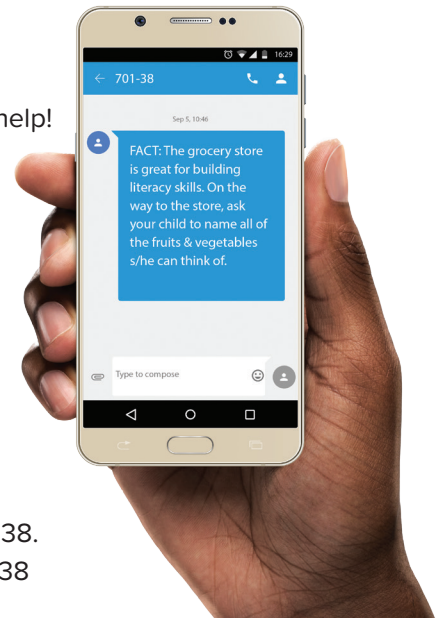 help!
16:29
701-38
Sep 5, 10:46
FACT: The grocery store
is great for building
literacy skills. On the
way to the store, ask
your child to name all of
the fruits & vegetables
s/he can think of.
Type to compose
38.
38